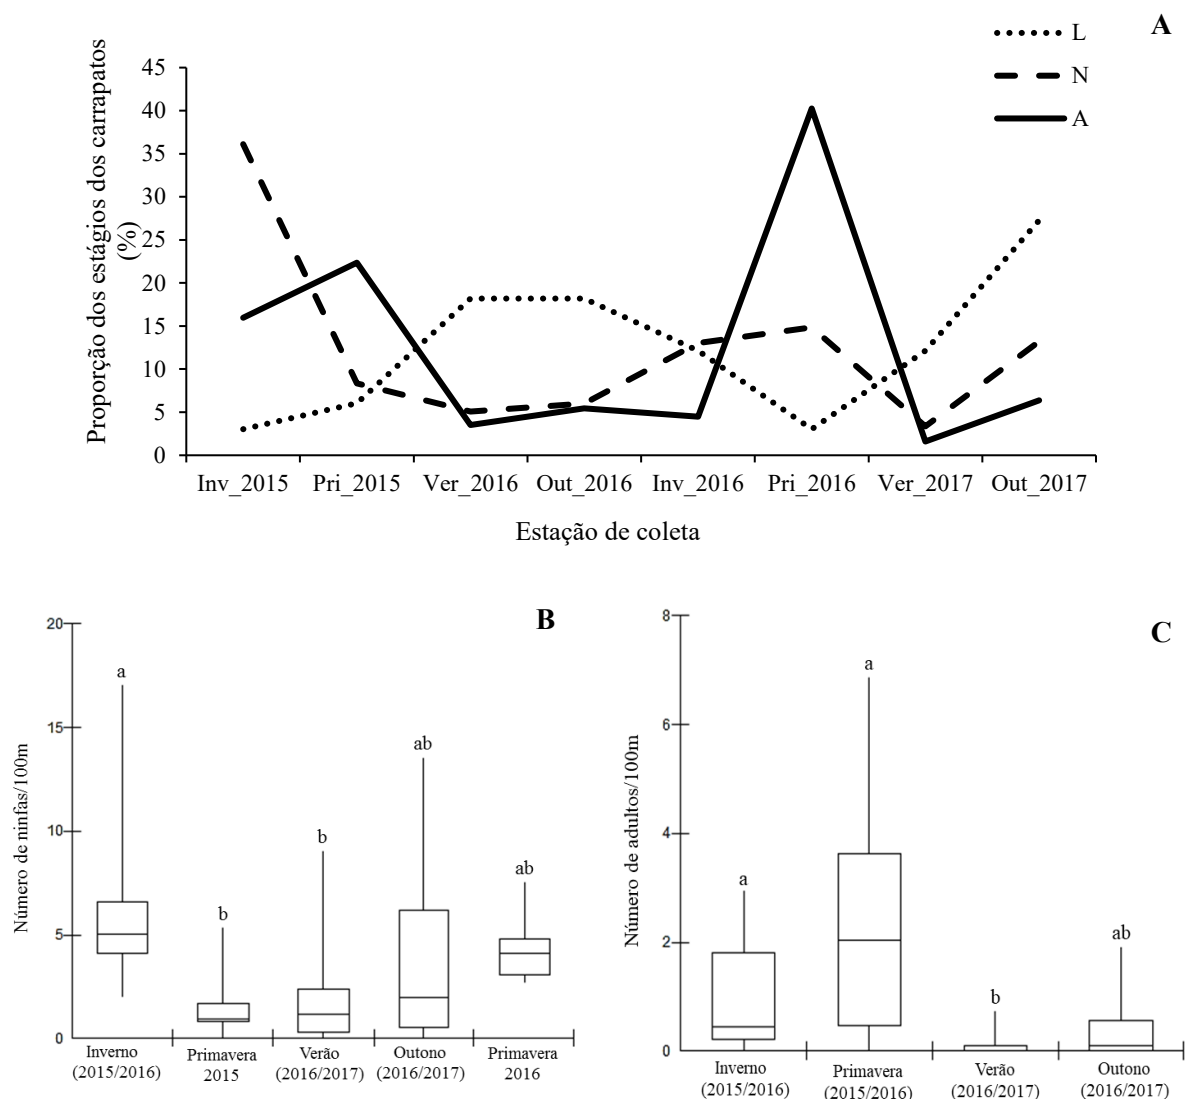 A
L
N
A
Proporção dos estágios dos carrapatos
(%)
45
40
35
30
25
20
15
10
5
0
Inv_2015 Pri_2015 Ver_2016 Out_2016 Inv_2016 Pri_2016 Ver_2017 Out_2017
Estação de coleta
B
Número de ninfas/100m
20
15
10
5
0
a
b
b
ab
ab
Inverno
(2015/2016)
Primavera
2015
Verão
(2016/2017)
Outono
(2016/2017)
Primavera
2016
C
Número de adultos/100m
8
6
4
2
0
a
a
b
ab
Inverno
(2015/2016)
Primavera
(2015/2016)
Verão
(2016/2017)
Outono
(2016/2017)